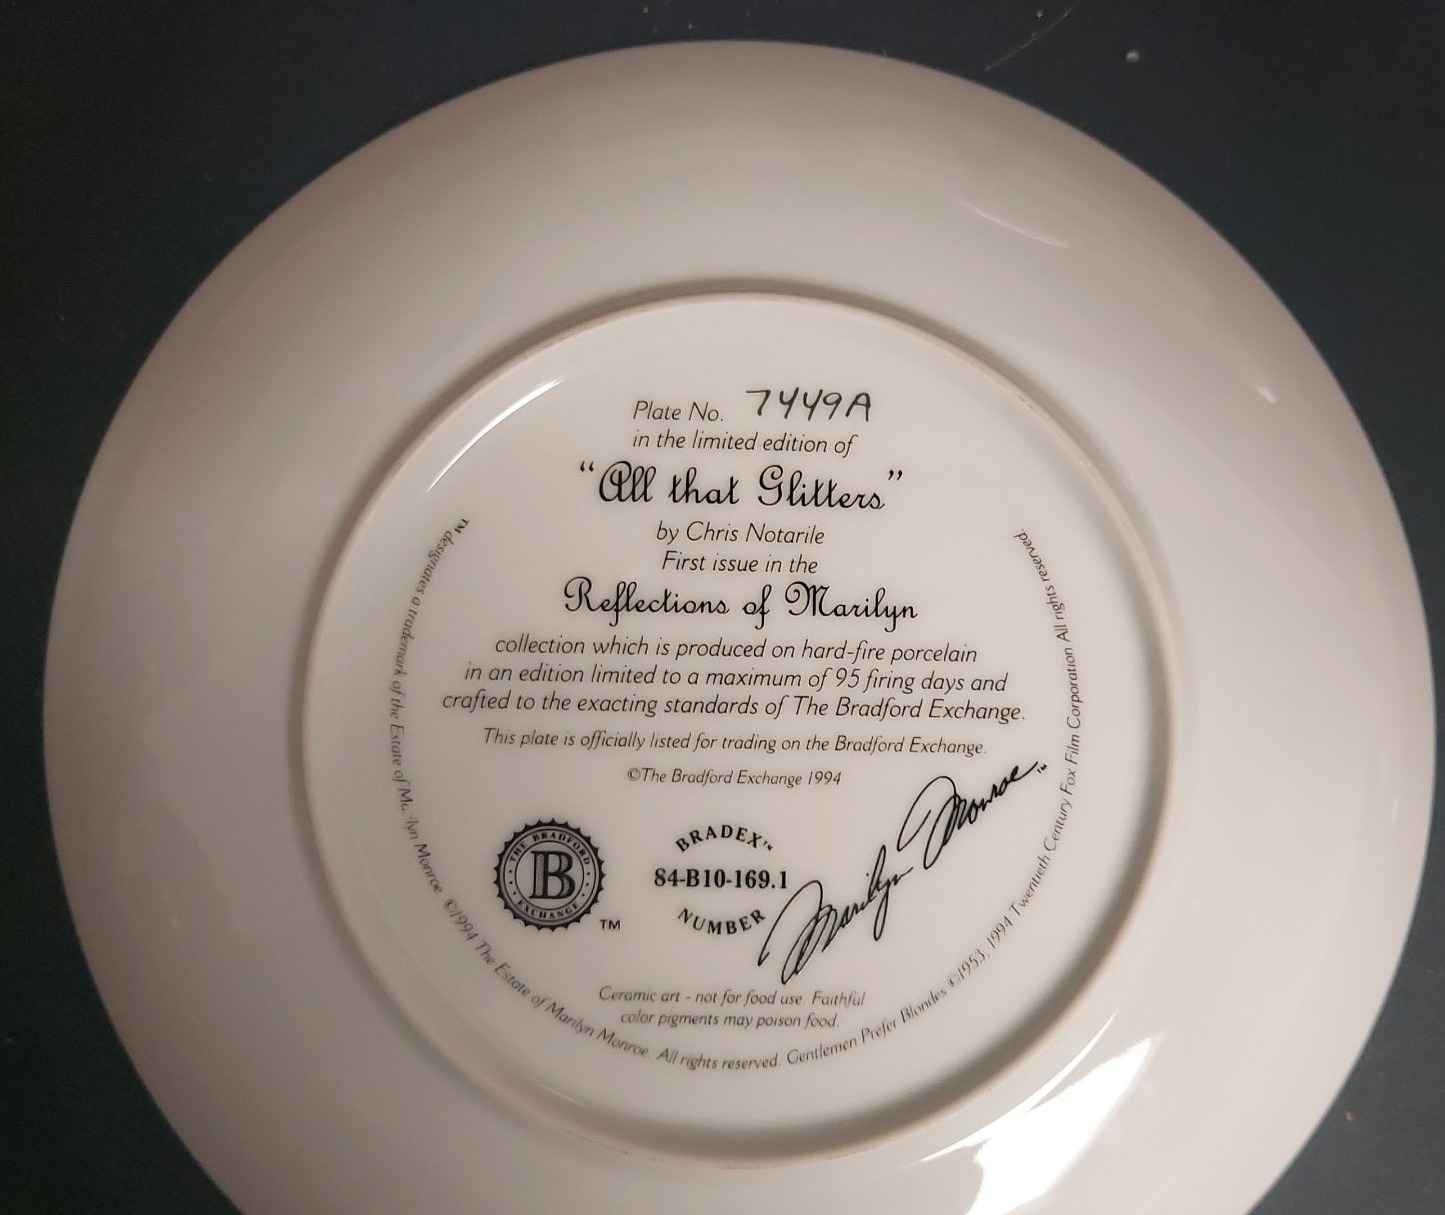 Plate No. 7449A
in the limited edition of
“All that Glitters”
by Chris Notarile
First issue in the
Reflections of Marilyn
collection which is produced on hard-fire porcelain
in an edition limited to a maximum of 95 firing days and
crafted to the exacting standards of The Bradford Exchange.
This plate is officially listed for trading on the Bradford Exchange.
©The Bradford Exchange 1994
THE BRADFORD
B
EXCHANGE
TM
BRADEX™
84-B10-169.1
NUMBER
Marilyn Monroe™
Ceramic art - not for food use. Faithful
color pigments may poison food.
™ designates a trademark of the Estate of Monroe ©1994 The Estate of Marilyn Monroe. All rights reserved. Gentlemen Prefer Blondes ©1953, 1994 Twentieth Century Fox Film Corporation All rights reserved.